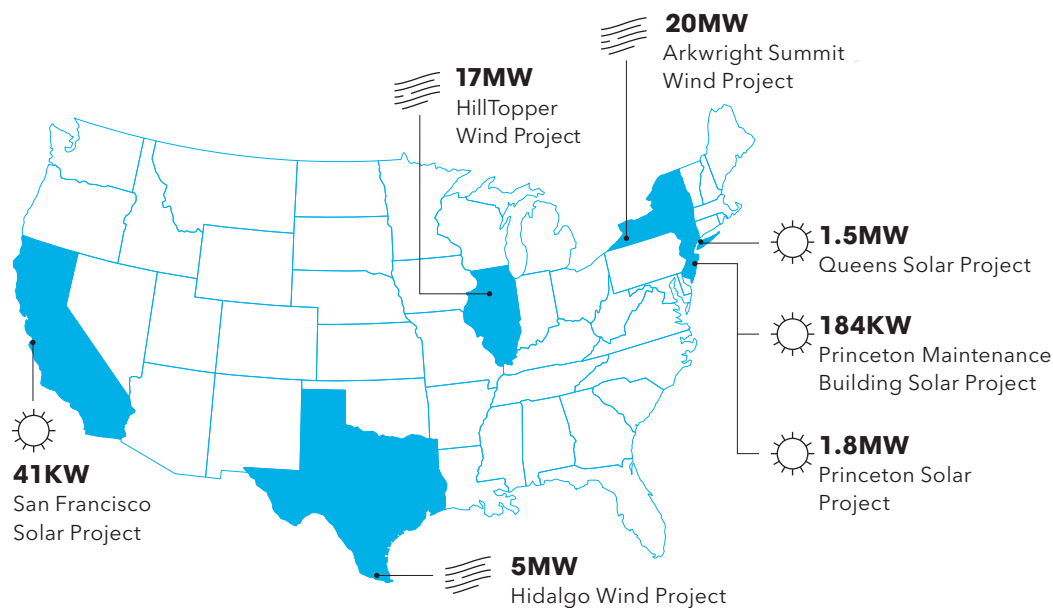 20MW
Arkwright Summit
Wind Project
17MW
HillTopper
Wind Project
1.5MW
Queens Solar Project
184KW
Princeton Maintenance
Building Solar Project
1.8MW
Princeton Solar
Project
41KW
San Francisco
Solar Project
5MW
Hidalgo Wind Project